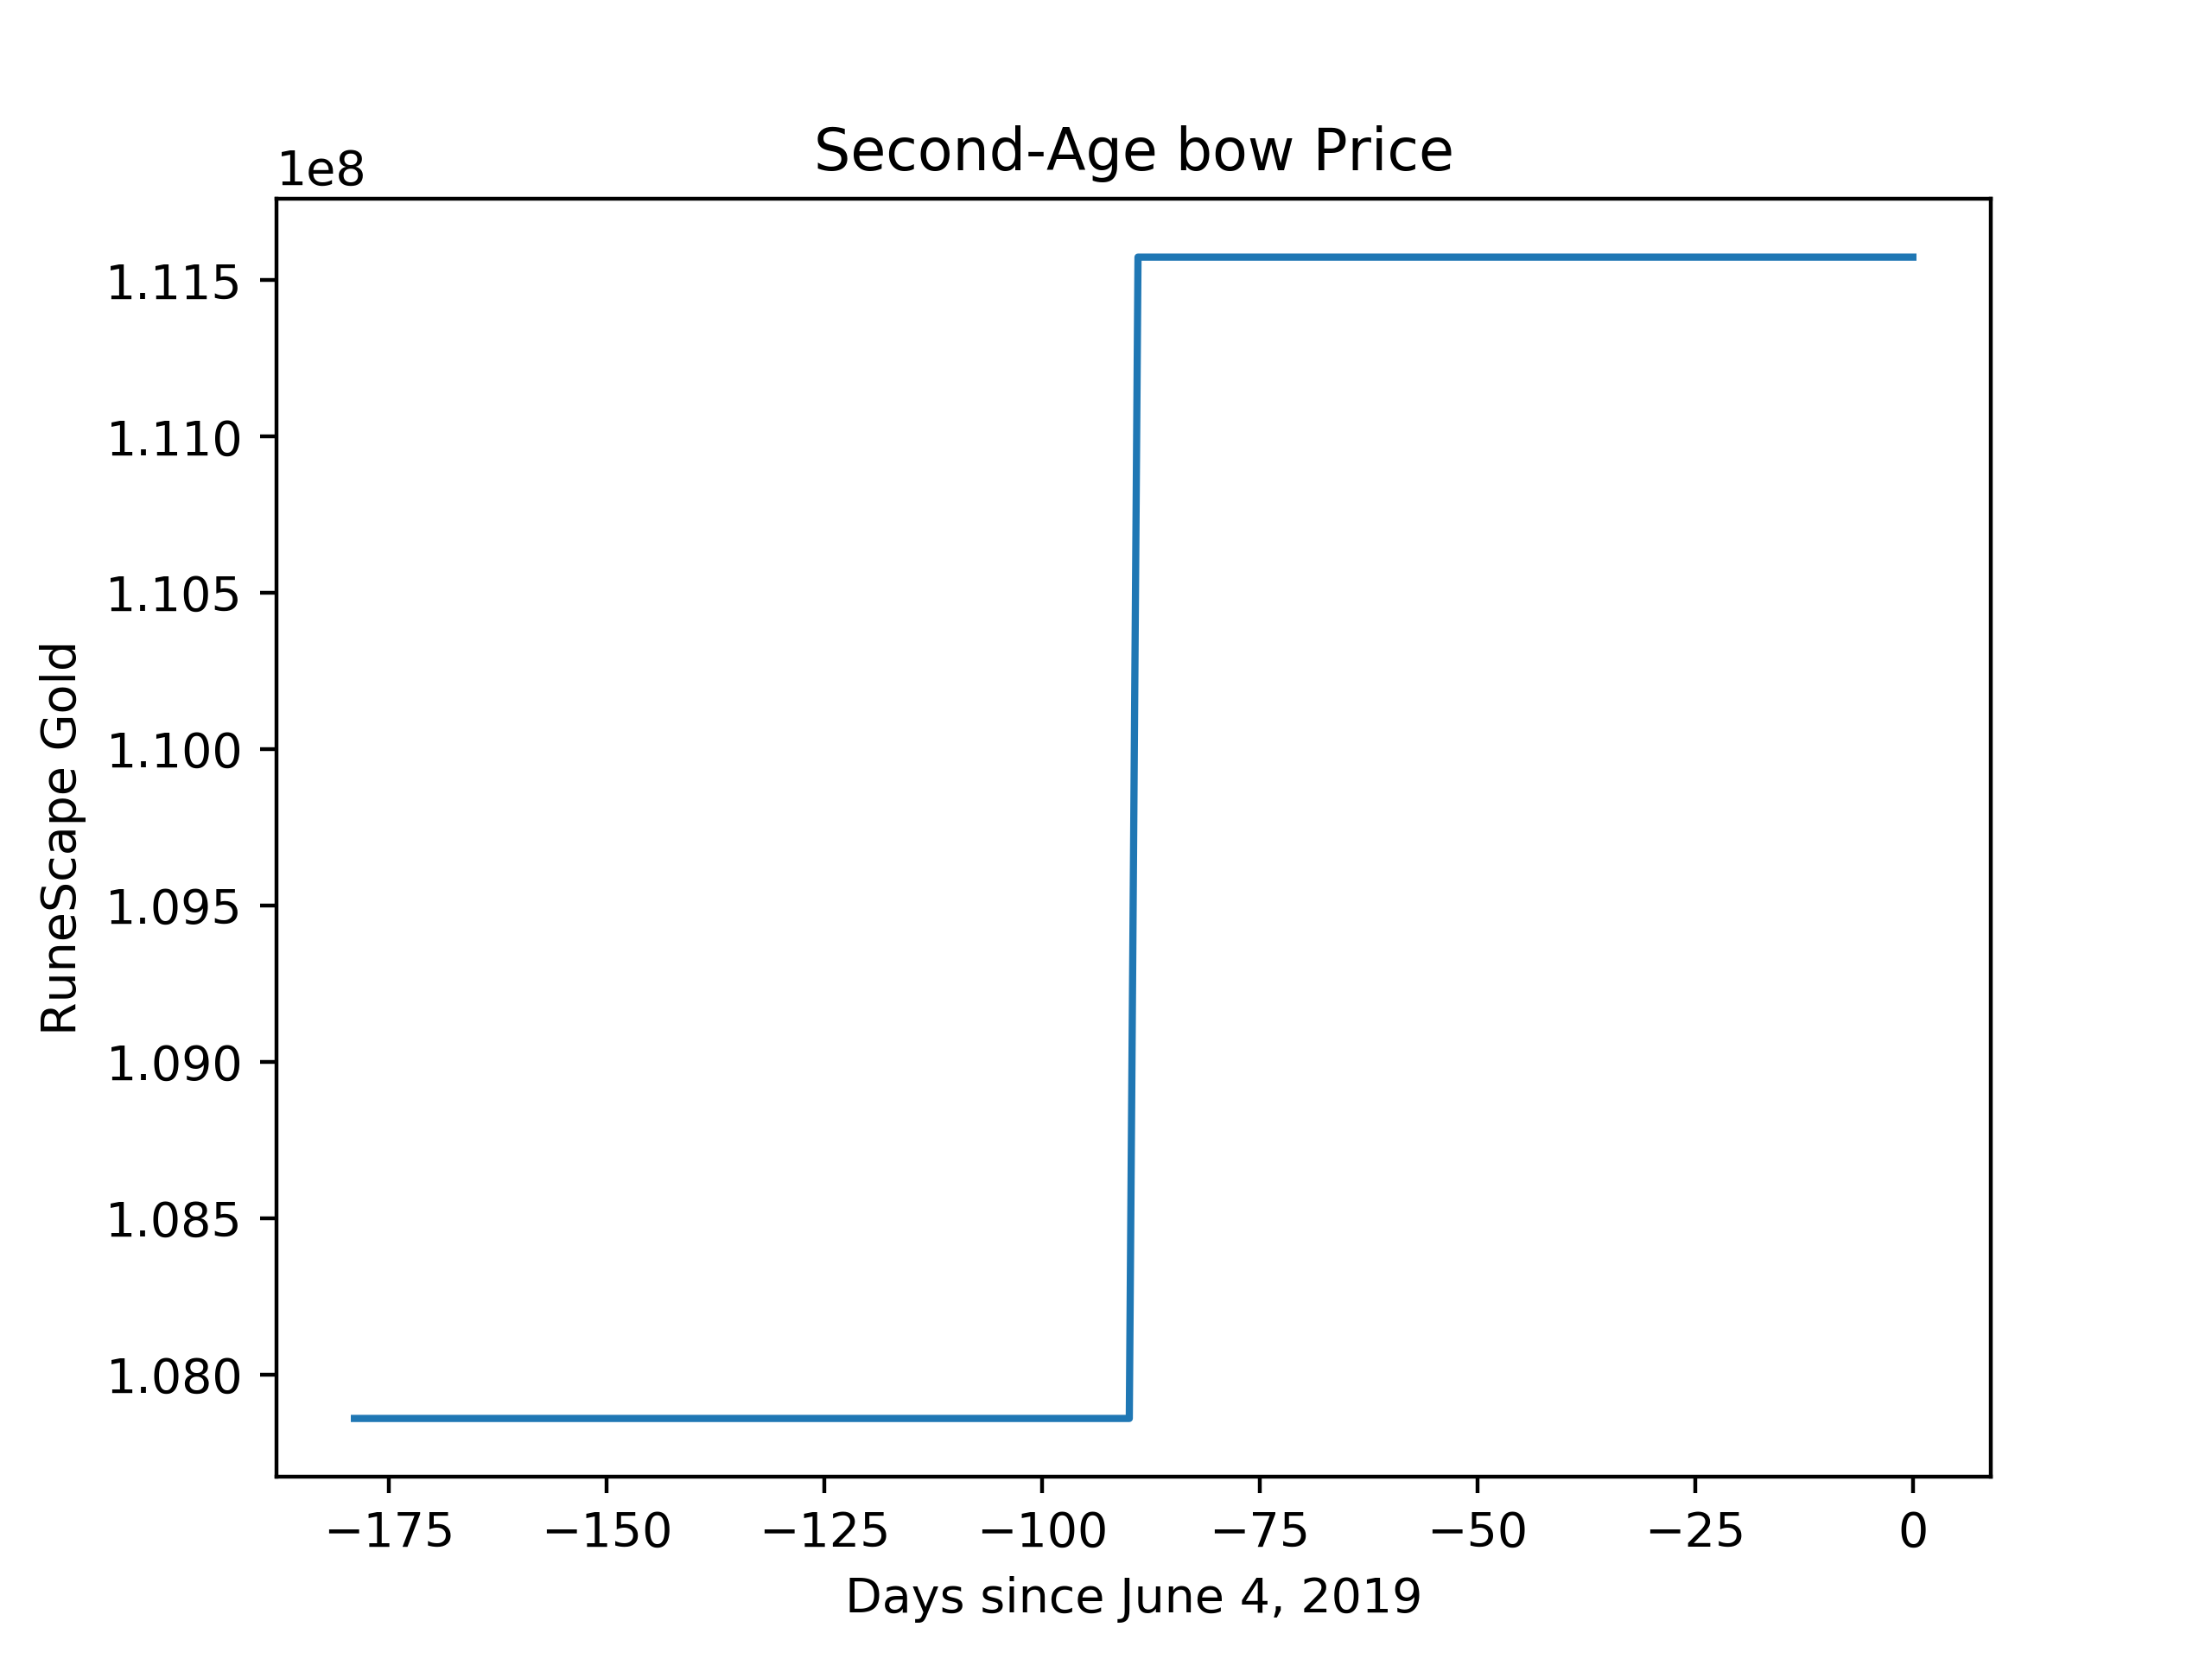 Second-Age bow Price
1e8
1.115
1.110
1.105
1.100
1.095
1.090
1.085
1.080
RuneScape Gold
−175 −150 −125 −100 −75 −50 −25 0
Days since June 4, 2019